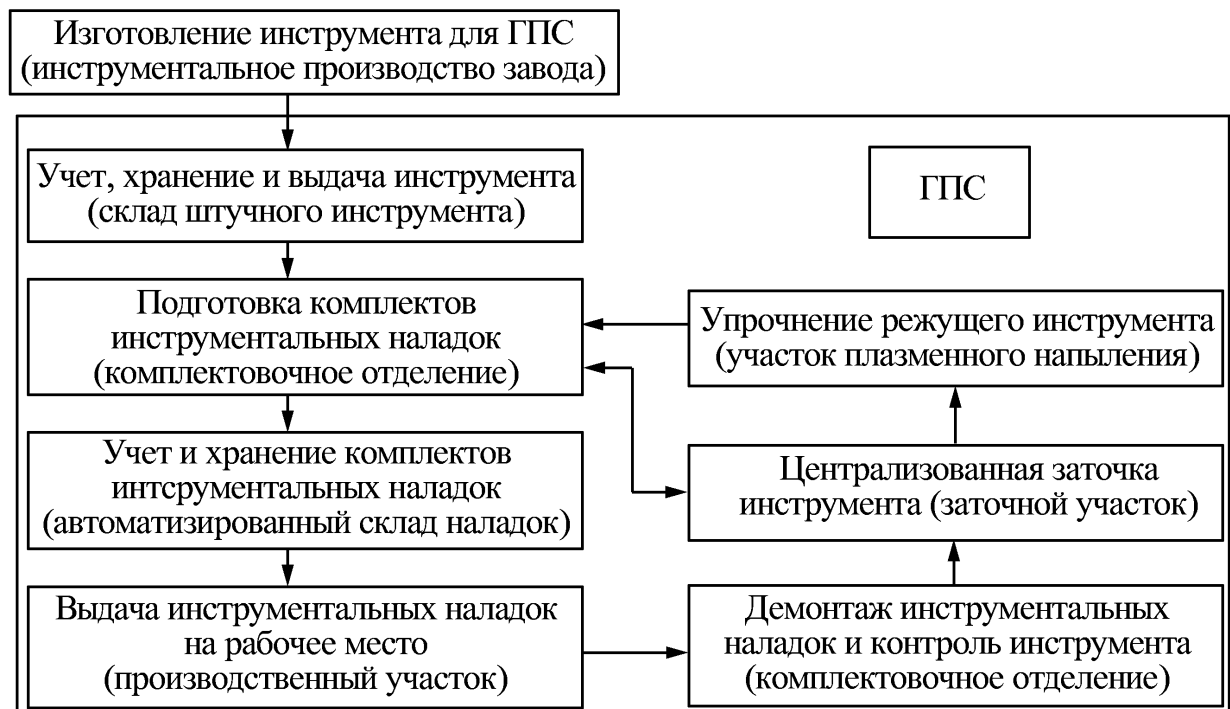 Изготовление инструмента для ГПС
(инструментальное производство завода)
Учет, хранение и выдача инструмента
(склад штучного инструмента)
ГПС
Подготовка комплектов
инструментальных наладок
(комплектовочное отделение)
Упрочнение режущего инструмента
(участок плазменного напыления)
Учет и хранение комплектов
интсрументальных наладок
(автоматизированный склад наладок)
Централизованная заточка
инструмента (заточной участок)
Выдача инструментальных наладок
на рабочее место
(производственный участок)
Демонтаж инструментальных
наладок и контроль инструмента
(комплектовочное отделение)